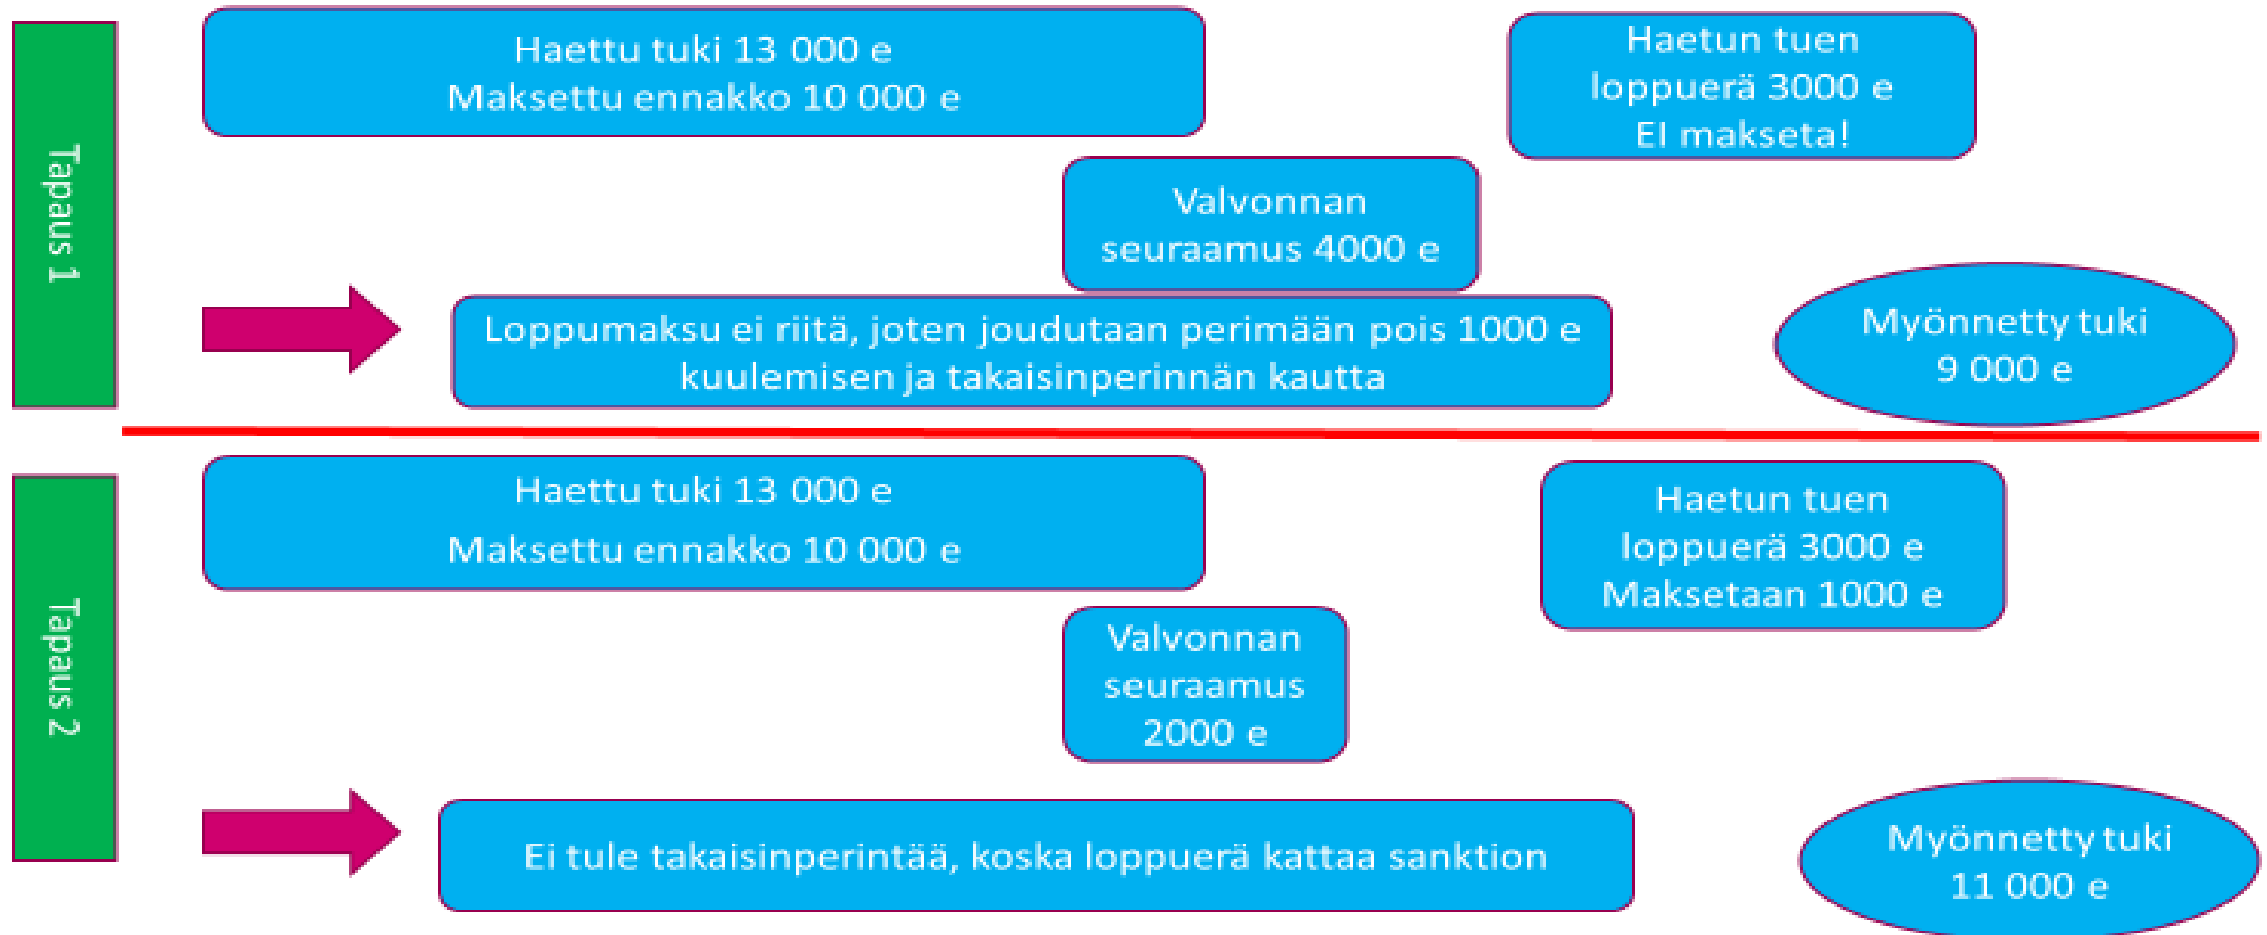 Tapaus 1
Haettu tuki 13 000 e
Maksettu ennakko 10 000 e
Haetun tuen
loppuerä 3000 e
EI makseta!
Valvonnan
seuraamus 4000 e
Loppumaksu ei riitä, joten joudutaan perimään pois 1000 e
kuulemisen ja takaisinperinnän kautta
Myönnetty tuki
9 000 e
Tapaus 2
Haettu tuki 13 000 e
Maksettu ennakko 10 000 e
Haetun tuen
loppuerä 3000 e
Maksetaan 1000 e
Valvonnan
seuraamus
2000 e
Ei tule takaisinperintää, koska loppuerä kattaa sanktion
Myönnetty tuki
11 000 e